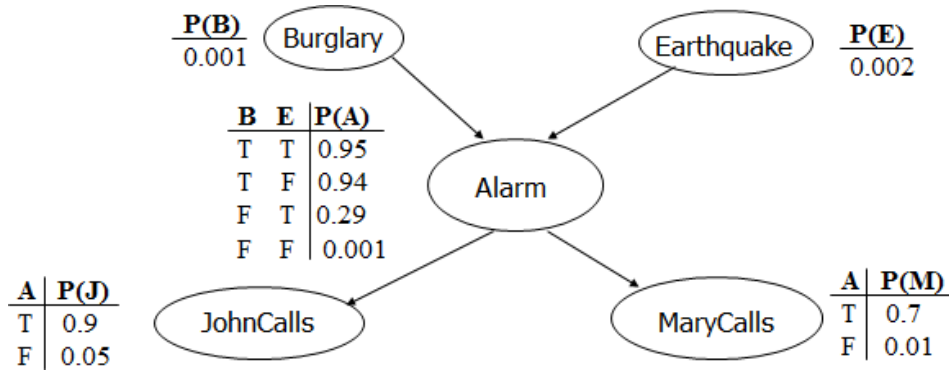 P(B)
0.001
Burglary
Earthquake
P(E)
0.002
B E P(A)
T T 0.95
T F 0.94
F T 0.29
F F 0.001
Alarm
A P(J)
T 0.9
F 0.05
JohnCalls
MaryCalls
A P(M)
T 0.7
F 0.01